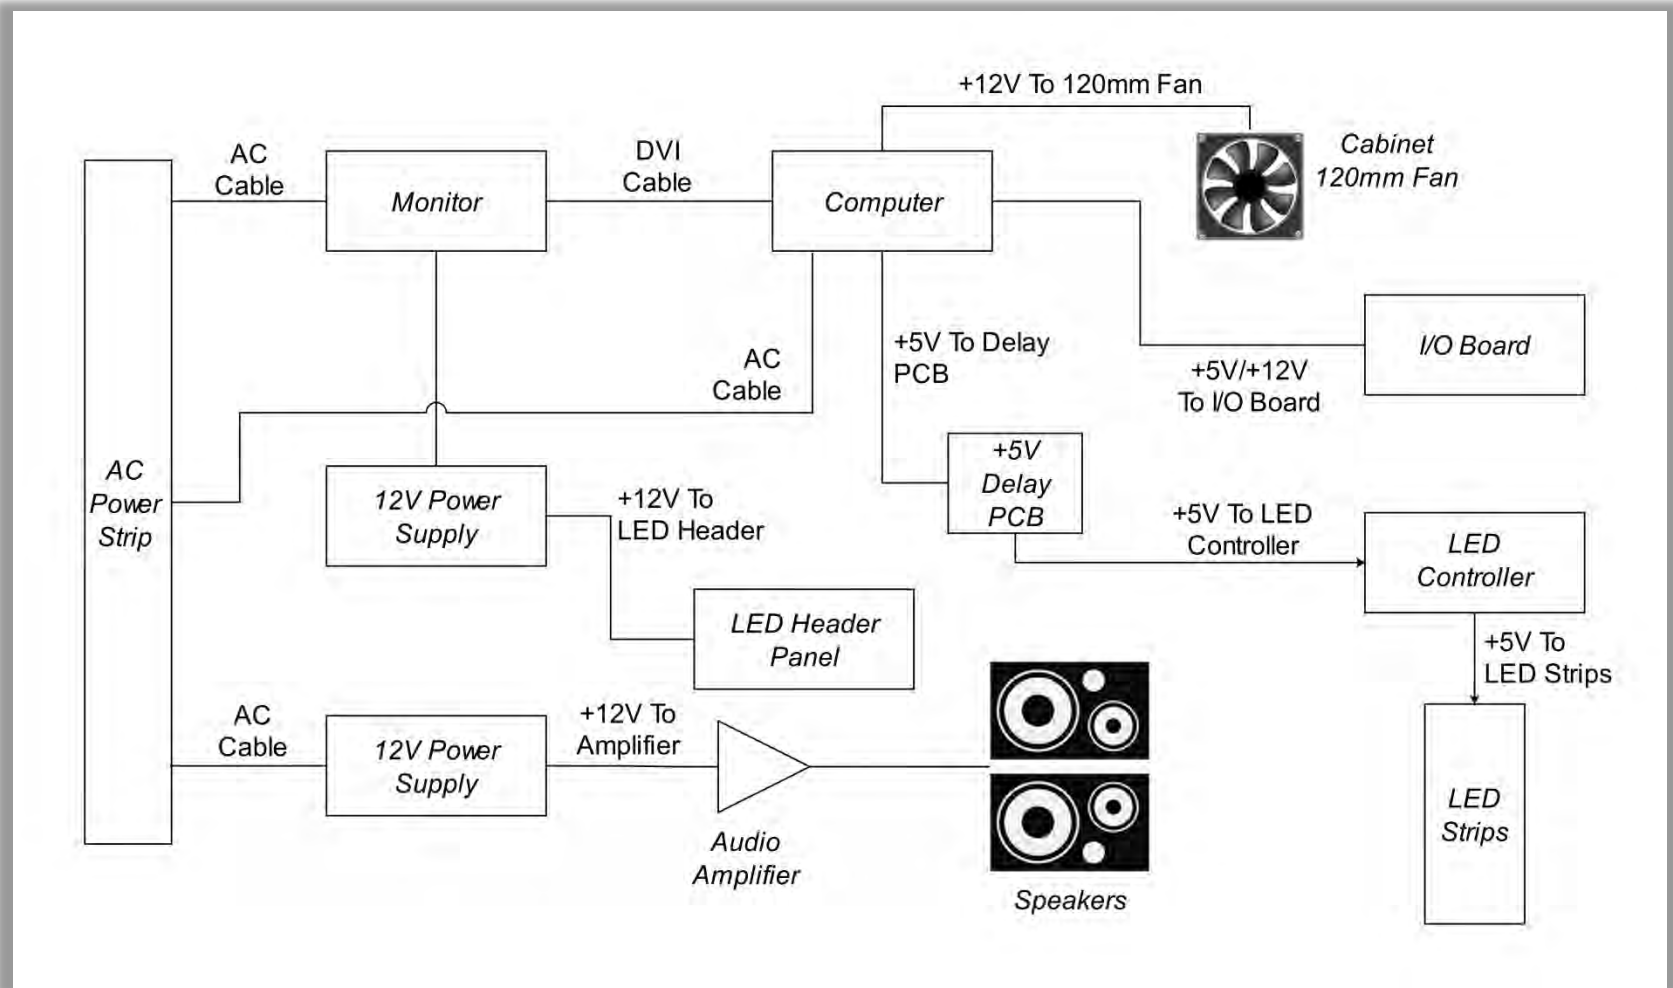 +12V To 120mm Fan
Cabinet
120mm Fan
AC
Cable
DVI
Cable
Monitor
Computer
I/O Board
+5V To Delay
PCB
AC
Cable
+5V/+12V
To I/O Board
+5V
Delay
PCB
AC
Power
Strip
12V Power
Supply
+12V To
LED Header
+5V To LED
Controller
LED
Controller
LED Header
Panel
+5V To
LED Strips
AC
Cable
12V Power
Supply
+12V To
Amplifier
Audio
Amplifier
Speakers
LED
Strips